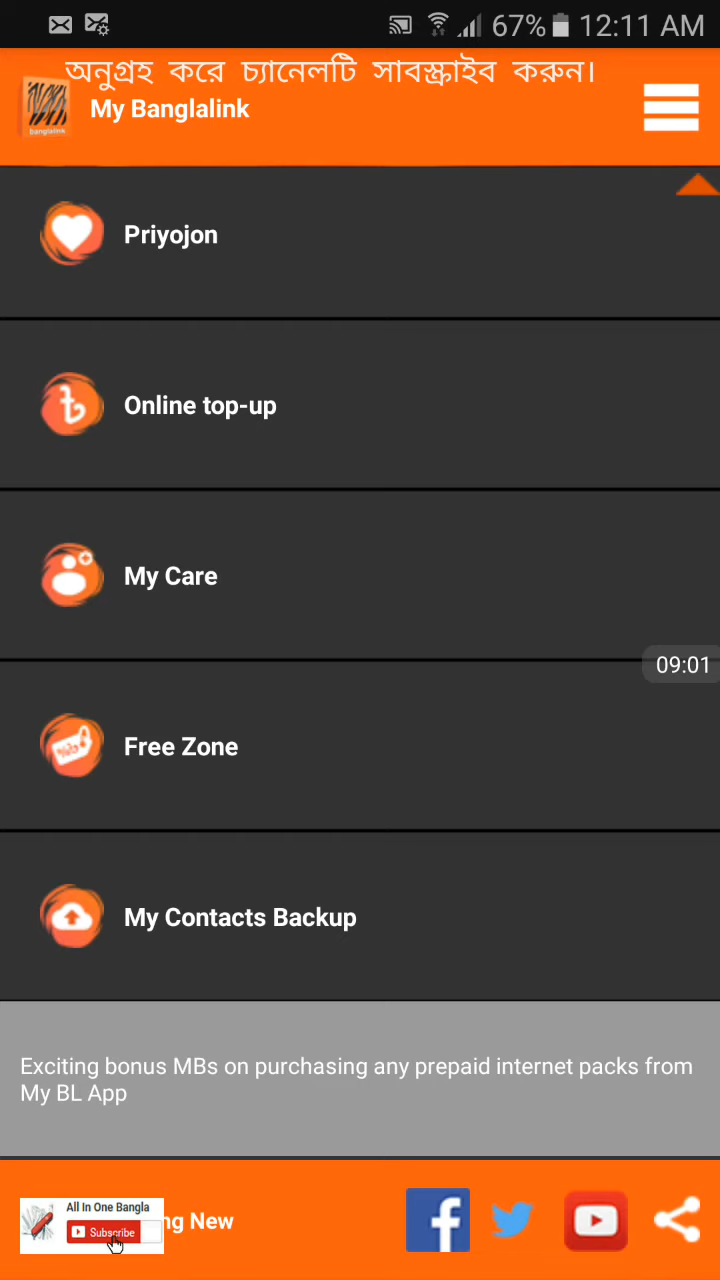 67% 12:11 AM
অনুগ্রহ করে চ্যানেলটি সাবস্ক্রাইব করুন।
My Banglalink
banglalink
Priyojon
Online top-up
My Care
09:01
Free Zone
My Contacts Backup
Exciting bonus MBs on purchasing any prepaid internet packs from
My BL App
All In One Bangla
Subscribe
ng New